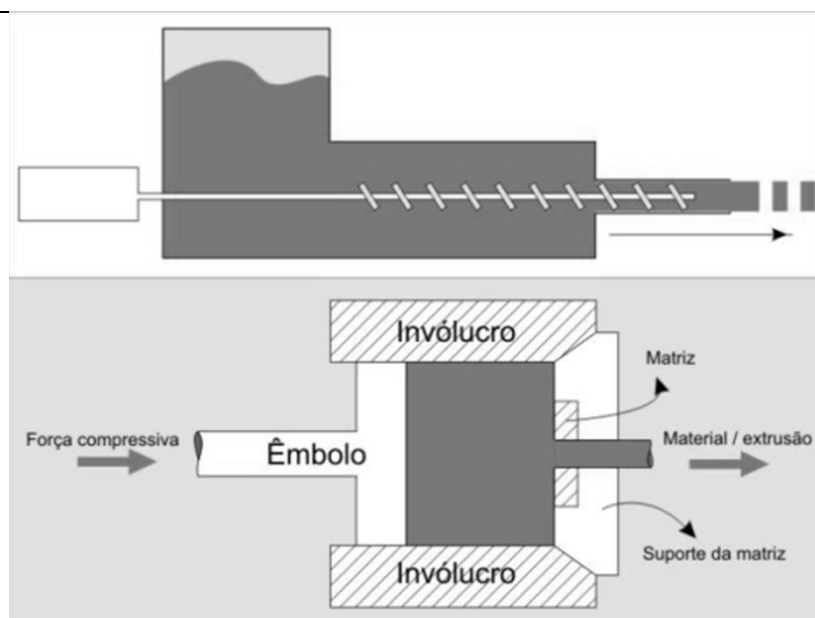 Invólucro
Matriz
Força compressiva
Êmbolo
Material / extrusão
Suporte da matriz
Invólucro